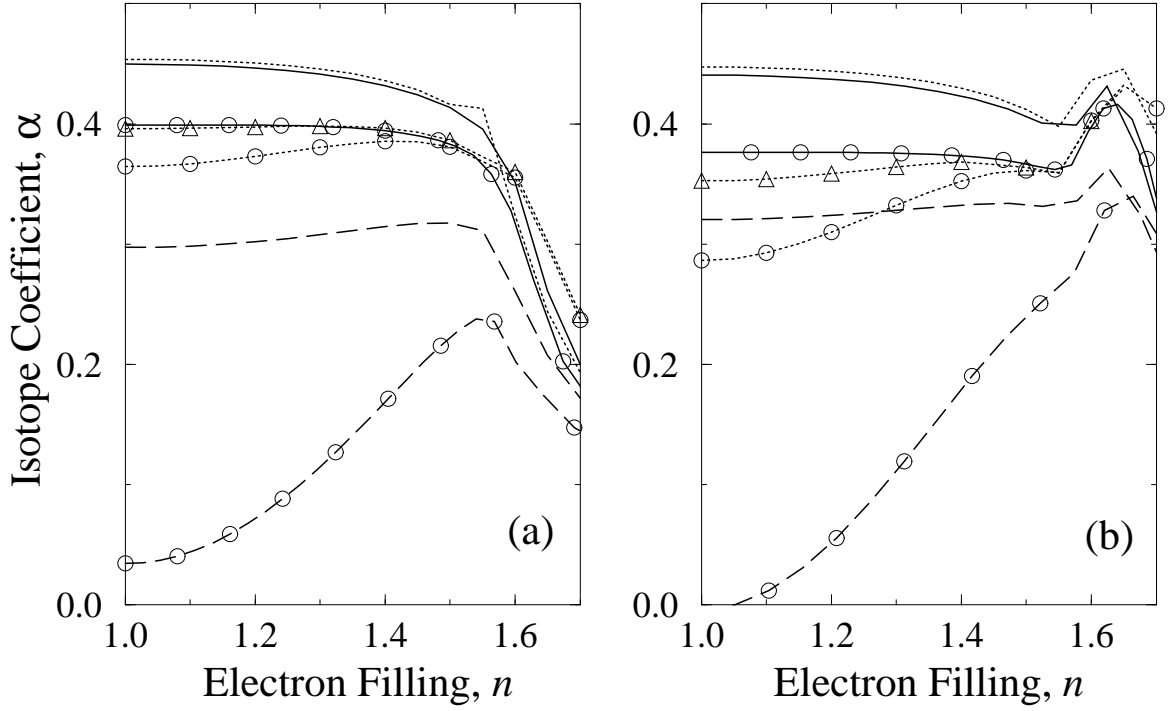 Isotope Coefficient, α
0.4
0.2
0.0
(a)
(b)
1.0 1.2 1.4 1.6 1.0 1.2 1.4 1.6
Electron Filling, n Electron Filling, n